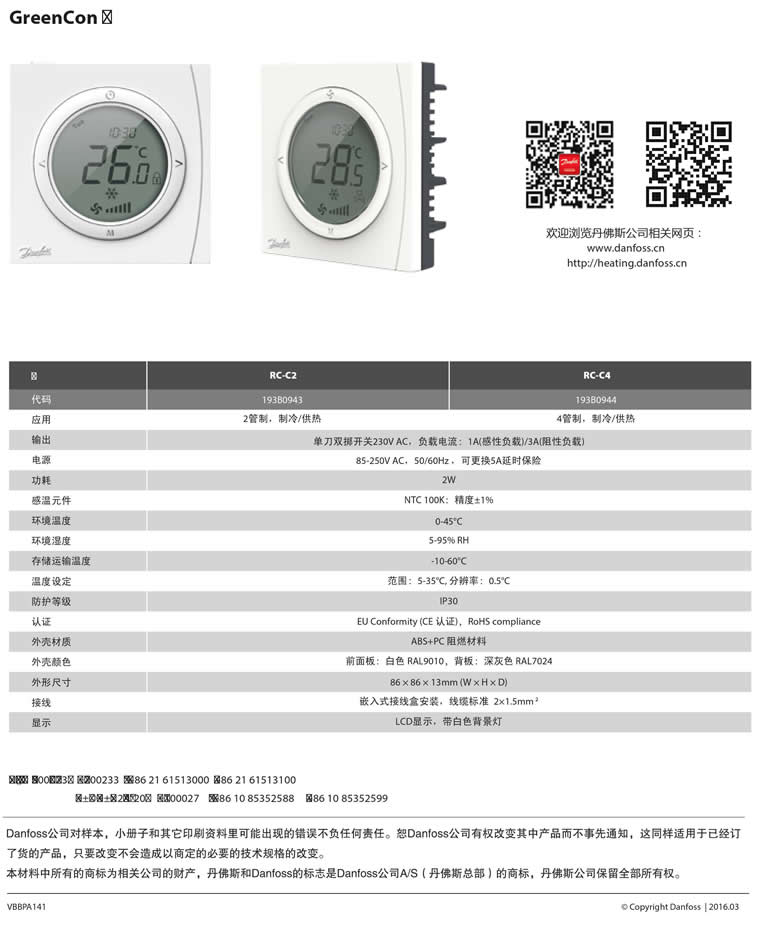 GreenCon
Danfoss
10:30
26.0 °C
M
Danfoss
10:30
28.5 °C
M
Danfoss
欢迎浏览丹佛斯公司相关网页：
www.danfoss.cn
http://heating.danfoss.cn
RC-C2 RC-C4
代码 193B0943 193B0944
应用 2管制，制冷/供热 4管制，制冷/供热
输出 单刀双掷开关230V AC，负载电流：1A(感性负载)/3A(阻性负载)
电源 85-250V AC，50/60Hz ，可更换5A延时保险
功耗 2W
感温元件 NTC 100K：精度±1%
环境温度 0-45°C
环境湿度 5-95% RH
存储运输温度 -10-60°C
温度设定 范围：5-35°C, 分辨率：0.5°C
防护等级 IP30
认证 EU Conformity (CE 认证)，RoHS compliance
外壳材质 ABS+PC 阻燃材料
外壳颜色 前面板：白色 RAL9010，背板：深灰色 RAL7024
外形尺寸 86 × 86 × 13mm (W × H × D)
接线 嵌入式接线盒安装，线缆标准 2×1.5mm²
显示 LCD显示，带白色背景灯
00233 86 21 61513000 86 21 61513100
00027 86 10 85352588 86 10 85352599
Danfoss公司对样本，小册子和其它印刷资料里可能出现的错误不负任何责任。恕Danfoss公司有权改变其中产品而不事先通知，这同样适用于已经订
了货的产品，只要改变不会造成以商定的必要的技术规格的改变。
本材料中所有的商标为相关公司的财产，丹佛斯和Danfoss的标志是Danfoss公司A/S（丹佛斯总部）的商标，丹佛斯公司保留全部所有权。
VBBPA141 © Copyright Danfoss | 2016.03